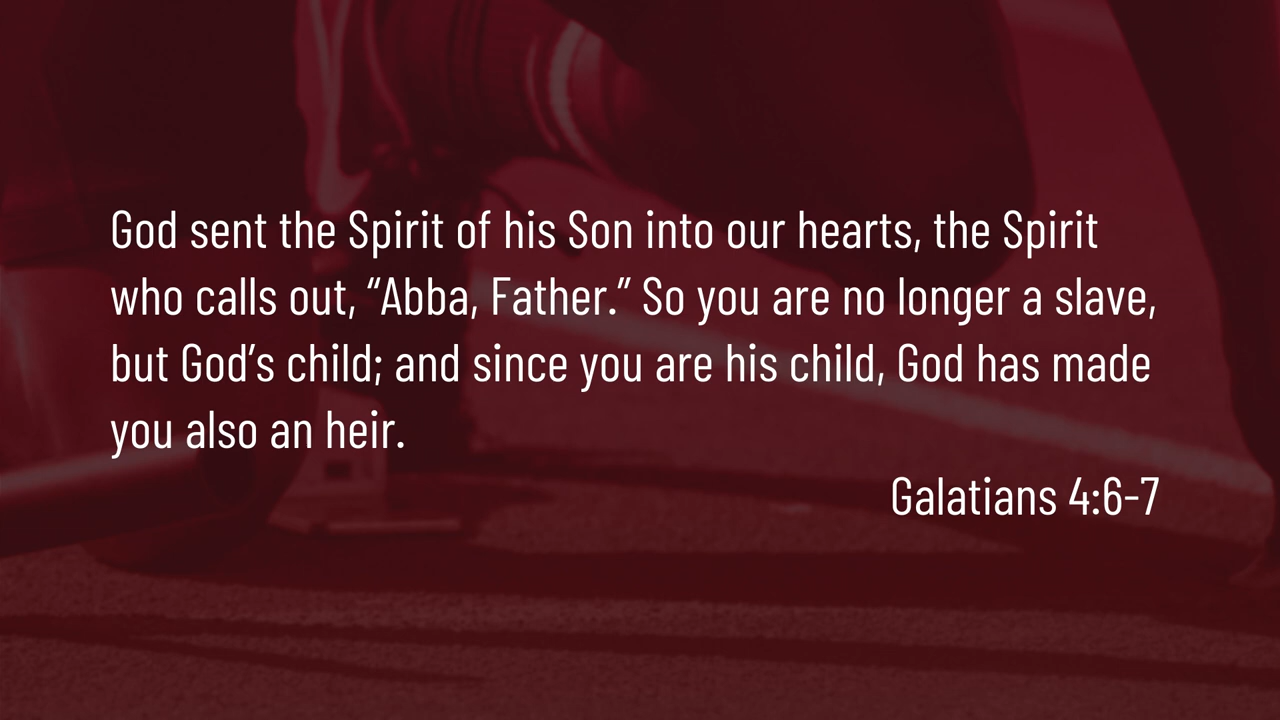 God sent the Spirit of his Son into our hearts, the Spirit
who calls out, “Abba, Father.” So you are no longer a slave,
but God’s child; and since you are his child, God has made
you also an heir.
Galatians 4:6-7